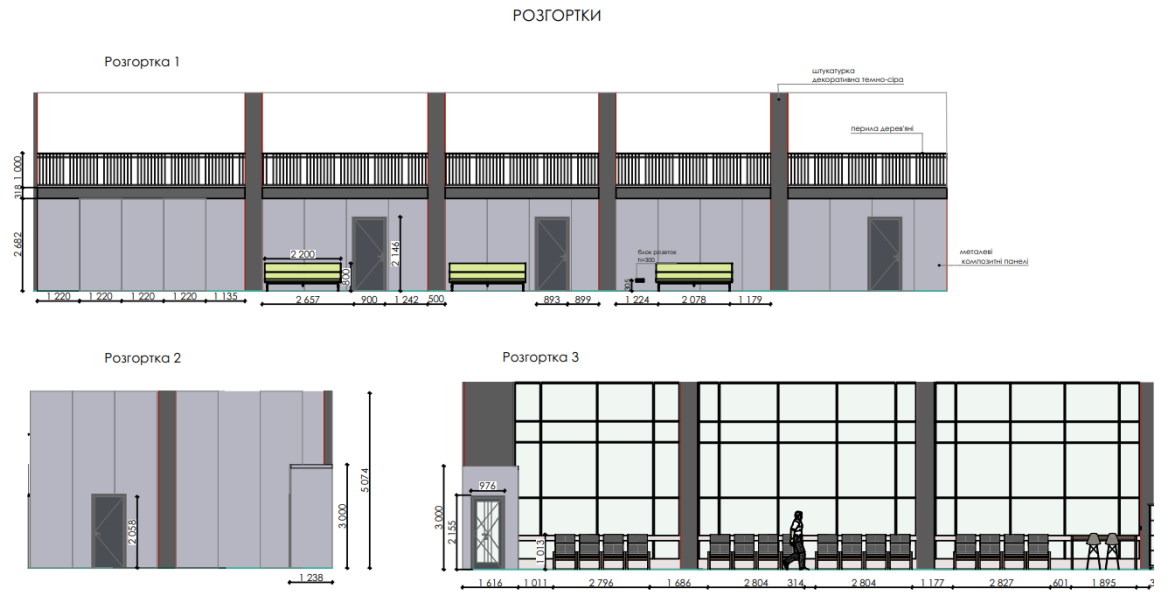 РОЗГОРТКИ
Розгортка 1
штукатурка
декоративна темно-сіра
перила дерев'яні
1 000
318
2 682
2 200
800
2 146
блок розеток
h=300
305
металеві
композитні панелі
1 220 1 220 1 220 1 220 1 135 2 657 900 1 242 500 893 899 1 224 2 078 1 179
Розгортка 2
2 058
3 000
5 074
1 238
Розгортка 3
976
3 000
2 155
1 013
1 616 1 011 2 796 1 686 2 804 314 2 804 1 177 2 827 601 1 895